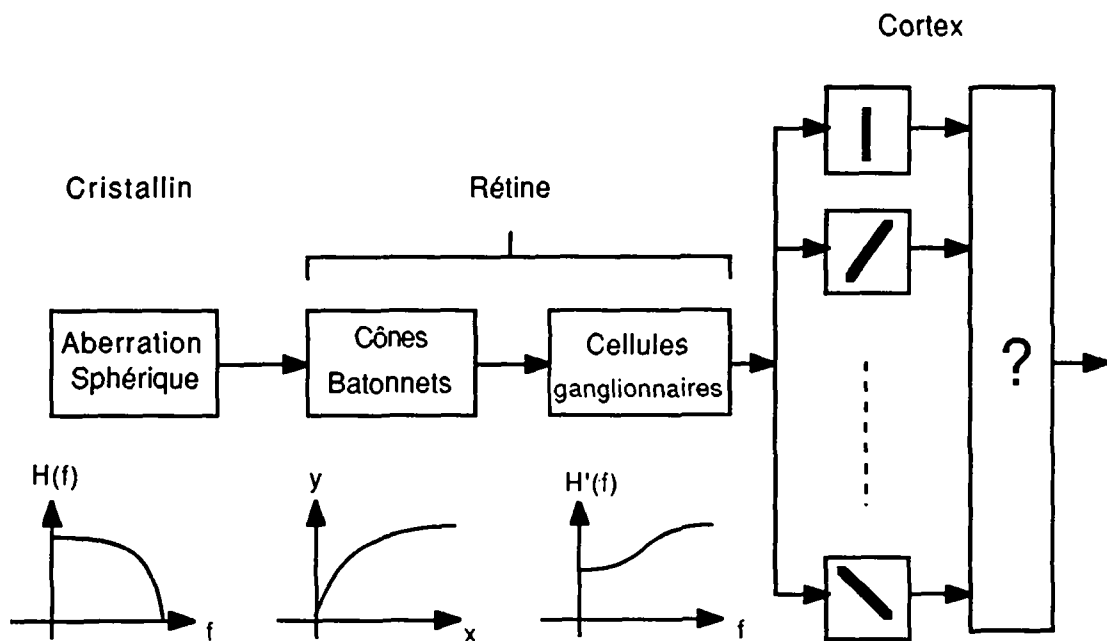 Cortex
Cristallin
Rétine
Aberration
Sphérique
Cônes
Batonnets
Cellules
ganglionnaires
?
H(f)
f
y
x
H'(f)
f